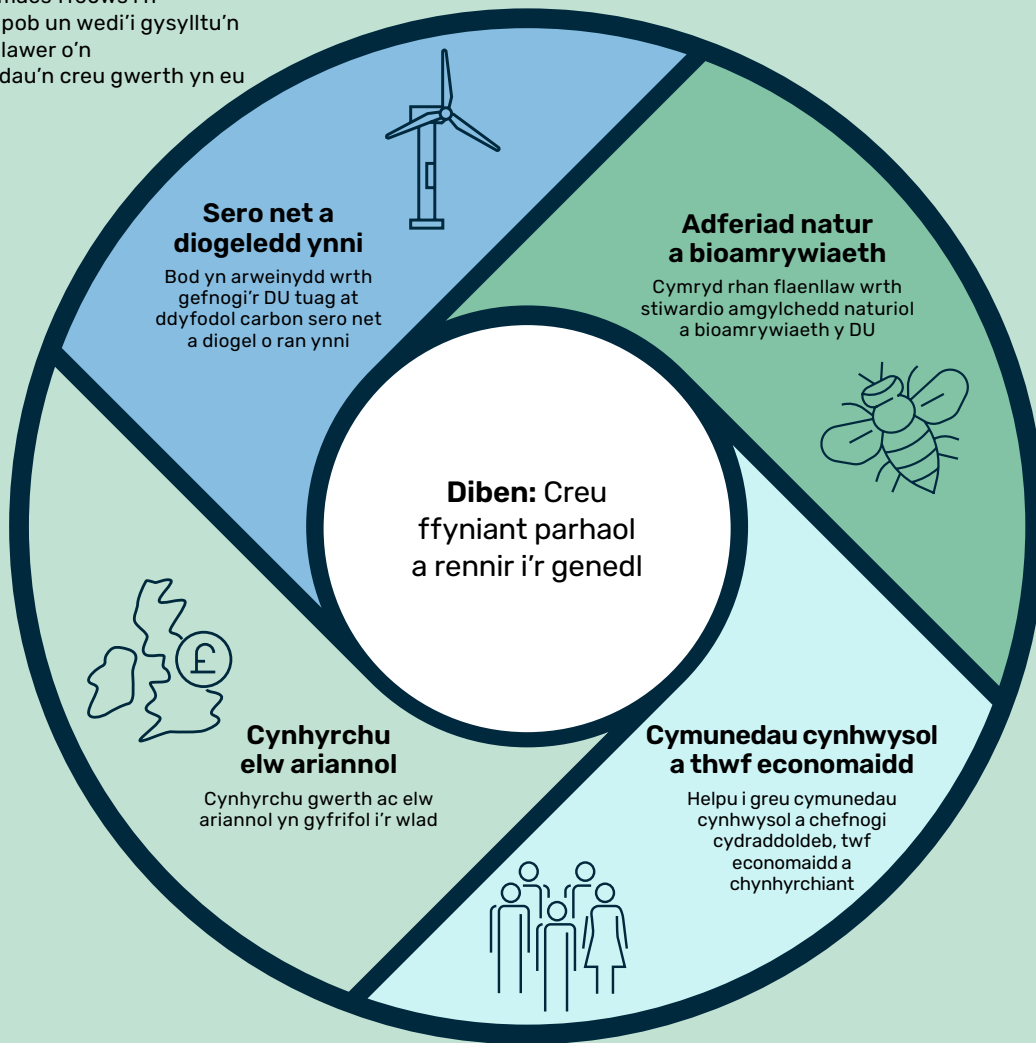 pob un wedi’i gysylltu’n
lawer o’n
dau’n creu gwerth yn eu
Sero net a
diogeledd ynni
Bod yn arweinydd wrth
gefnogi’r DU tuag at
ddyfodol carbon sero net
a diogel o ran ynni
Adferiad natur
a bioamrywiaeth
Cymryd rhan flaenllaw wrth
stiwardio amgylchedd naturiol
a bioamrywiaeth y DU
Diben: Creu
ffyniant parhaol
a rennir i’r genedl
£
Cynhyrchu
elw ariannol
Cynhyrchu gwerth ac elw
ariannol yn gyfrifol i’r wlad
Cymunedau cynhwysol
a thwf economaidd
Helpu i greu cymunedau
cynhwysol a chefnogi
cydraddoldeb, twf
economaidd a
chynhyrchiant